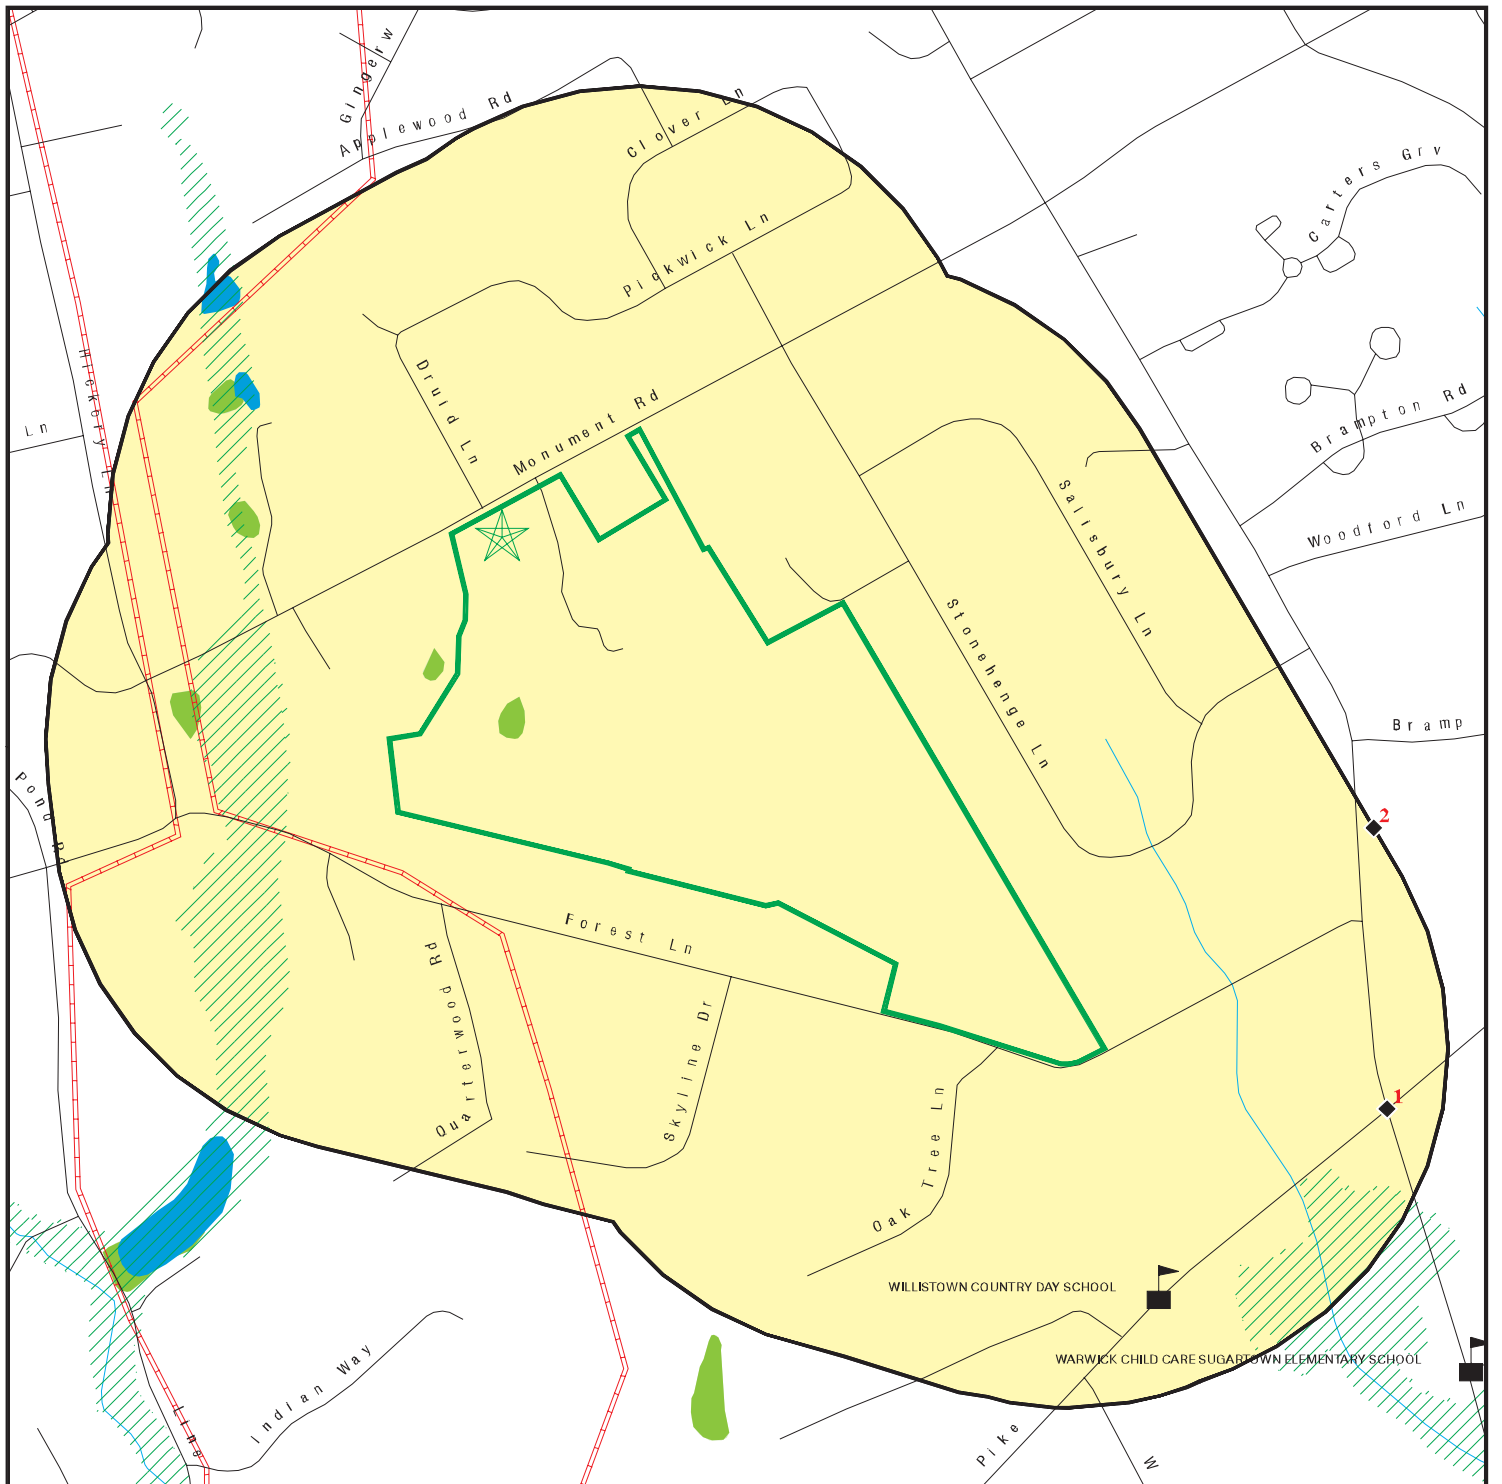 Gingerw
Applewood Rd
Clover Ln
Carters Grv
Pickwick Ln
Hickory Ln
Druid Ln
Monument Rd
Ln
Brampton Rd
Salisbury Ln
Woodford Ln
Stonehenge Ln
Bramp
Pond Rd
2
Forest Ln
Quarterwood Rd
Skyline Dr
Oak Tree Ln
1
WILLISTOWN COUNTRY DAY SCHOOL
WARWICK CHILD CARE SUGARTOWN ELEMENTARY SCHOOL
Indian Way
Line
Pike
W